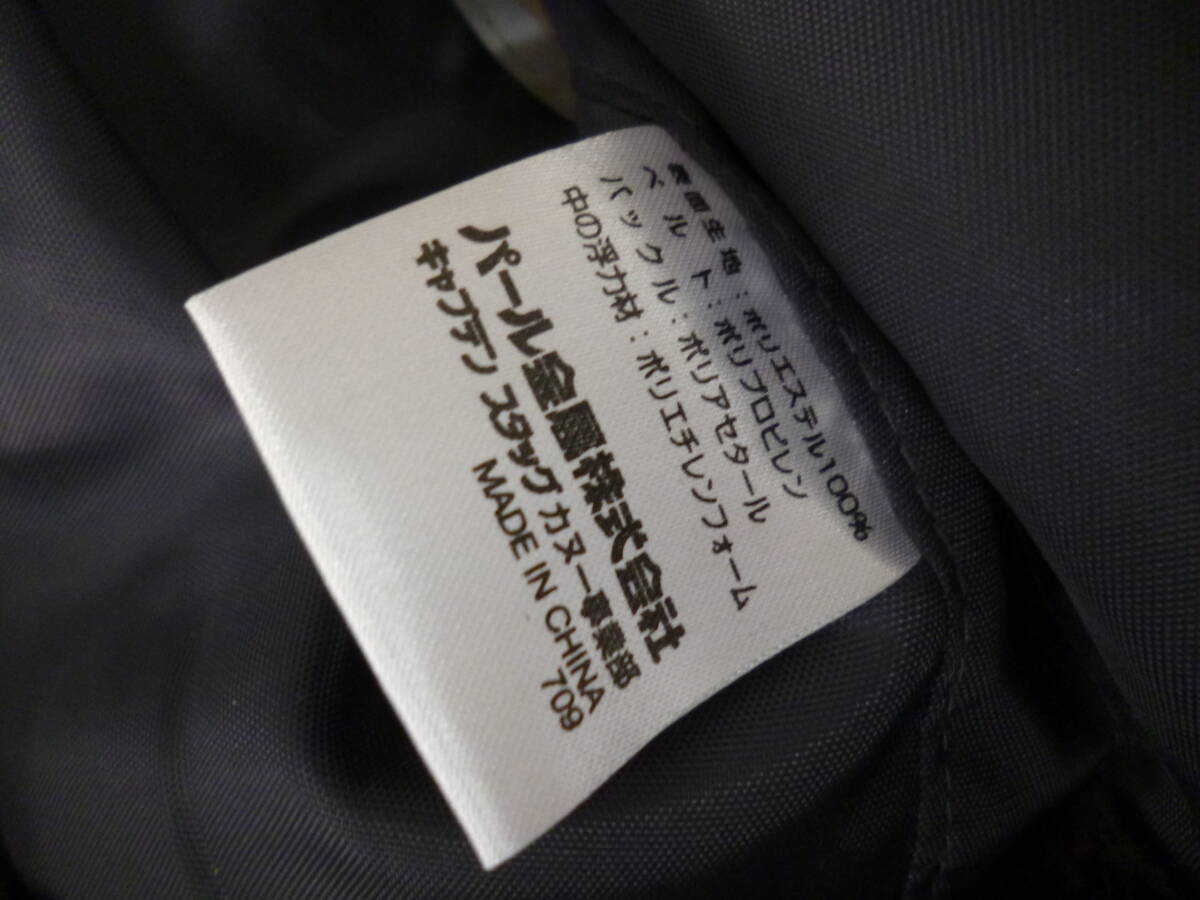 表面生地：ポリエステル100%
ベルト：ポリプロピレン
バックル：ポリアセタール
中の浮力材：ポリエチレンフォーム
パール金属株式会社
キャプテン スタッグ カヌー事業部
MADE IN CHINA
709